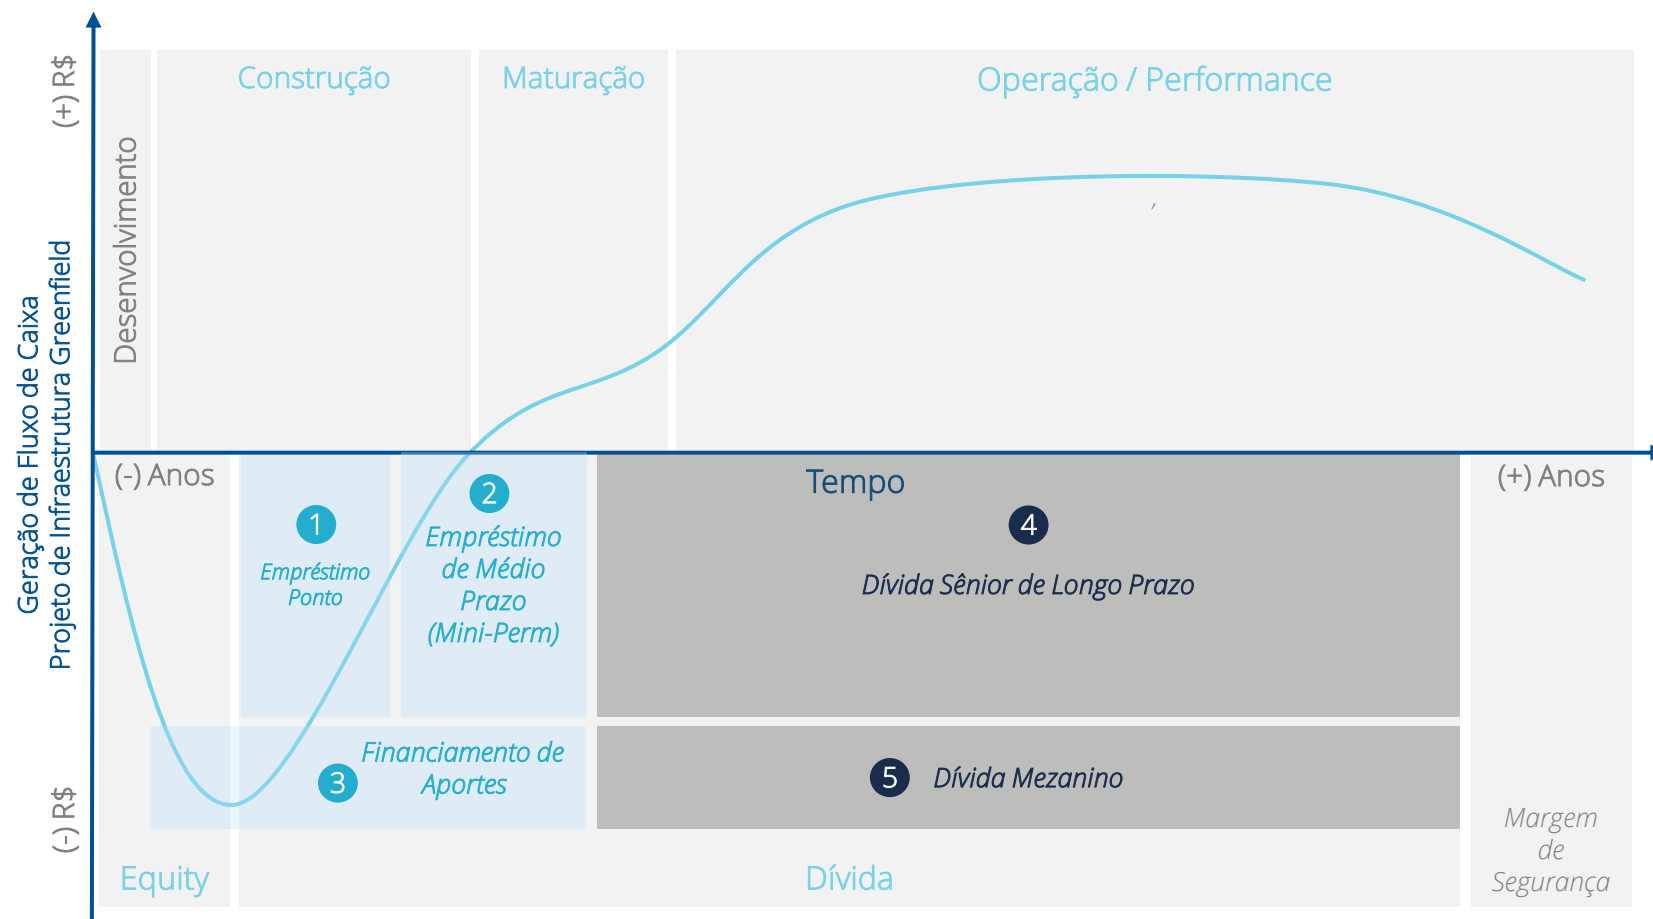 (+) R$
Construção
Maturação
Operação / Performance
Desenvolvimento
Geração de Fluxo de Caixa
Projeto de Infraestrutura Greenfield
(-) Anos
Tempo
(+) Anos
1
Empréstimo
Ponto
2
Empréstimo
de Médio
Prazo
(Mini-Perm)
4
Dívida Sênior de Longo Prazo
3
Financiamento de
Aportes
5
Dívida Mezanino
(-) R$
Equity
Dívida
Margem
de
Segurança